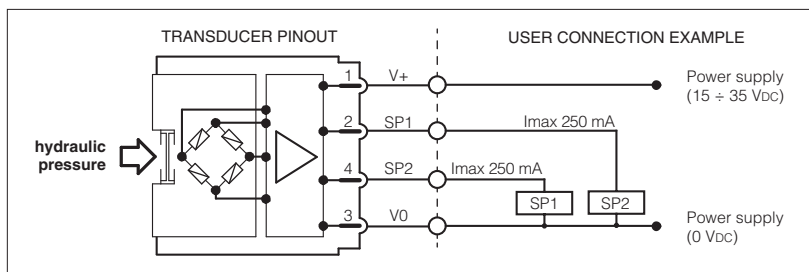 TRANSDUCER PINOUT
USER CONNECTION EXAMPLE
1 V+
Power supply
(15 ÷ 35 VDC)
2 SP1
Imax 250 mA
hydraulic
pressure
4 SP2
Imax 250 mA
SP1
SP2
3 V0
Power supply
(0 VDC)